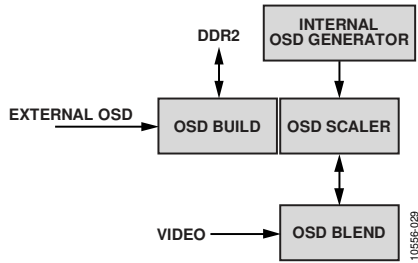 DDR2
INTERNAL
OSD GENERATOR
EXTERNAL OSD
OSD BUILD
OSD SCALER
VIDEO
OSD BLEND
10556-029